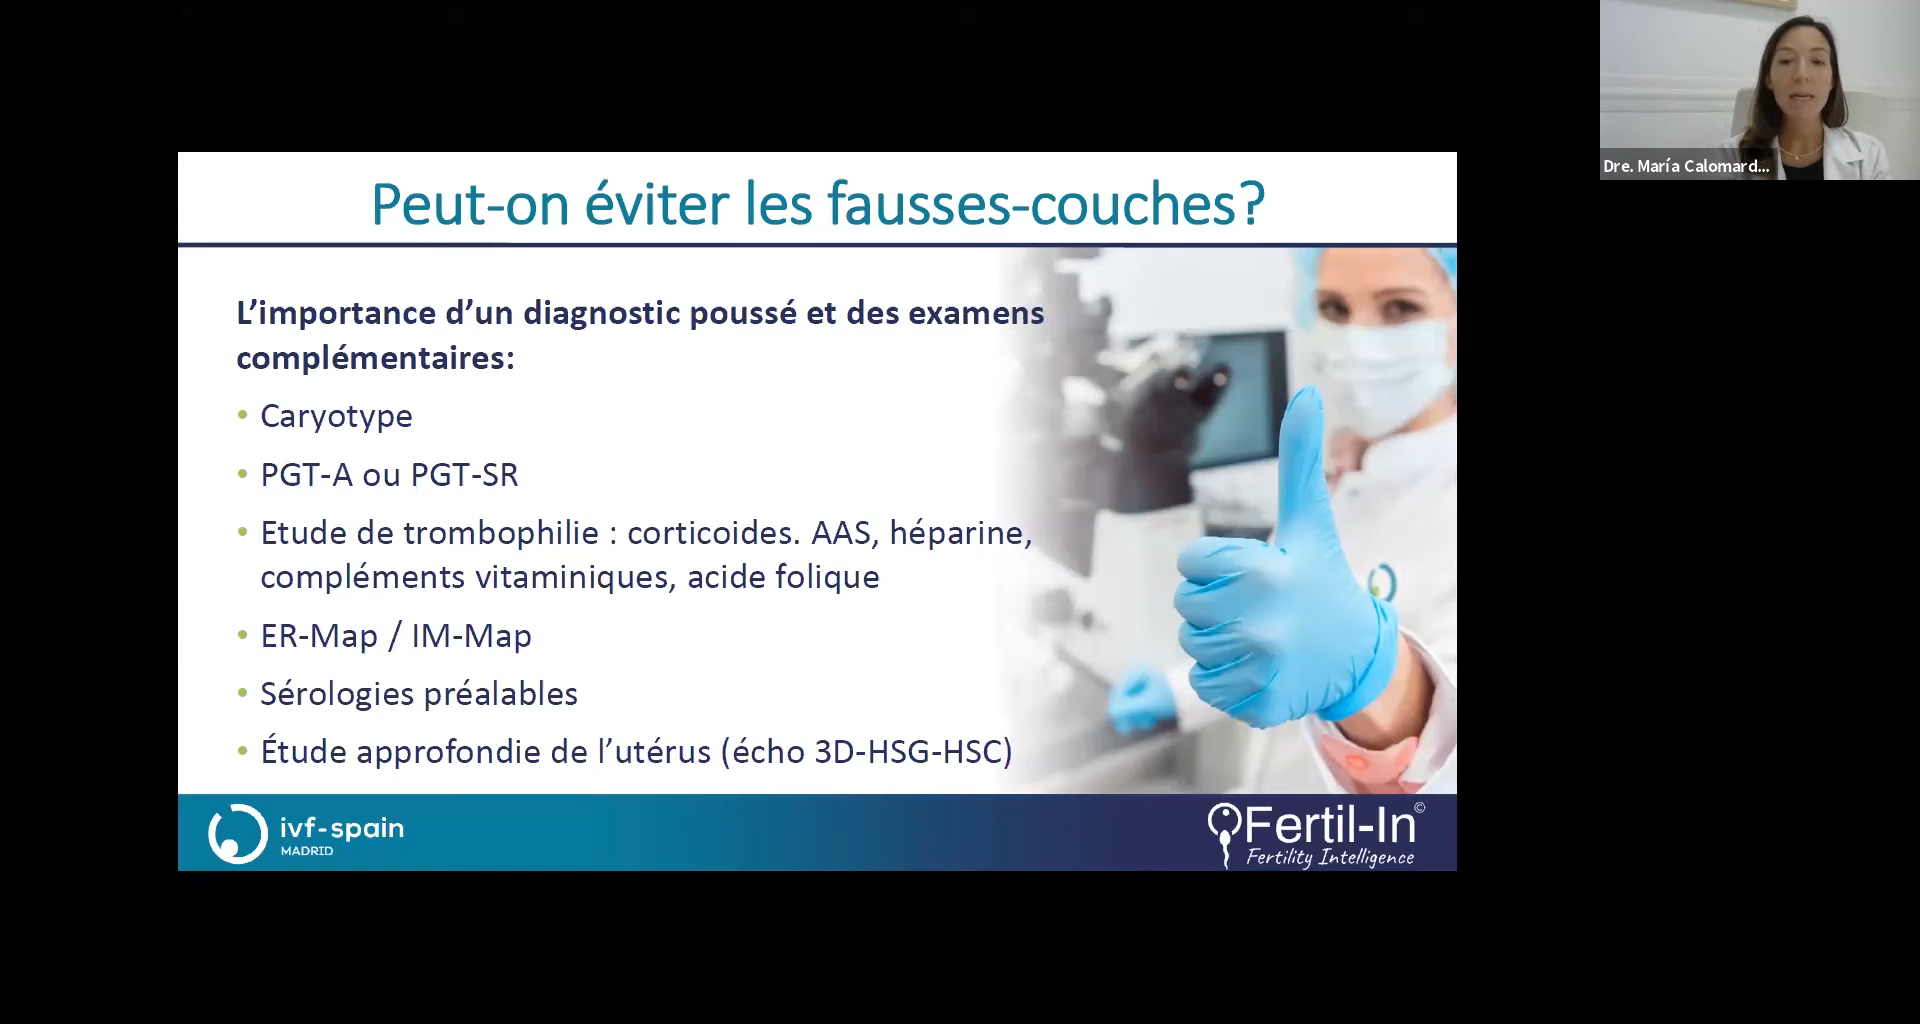 Dre. María Calomard...
Peut-on éviter les fausses-couches?
L’importance d’un diagnostic poussé et des examens
complémentaires:
• Caryotype
• PGT-A ou PGT-SR
• Etude de trombophilie : corticoides. AAS, héparine,
compléments vitaminiques, acide folique
• ER-Map / IM-Map
• Sérologies préalables
• Étude approfondie de l’utérus (écho 3D-HSG-HSC)
ivf-spain
MADRID
Fertil-In©
Fertility Intelligence